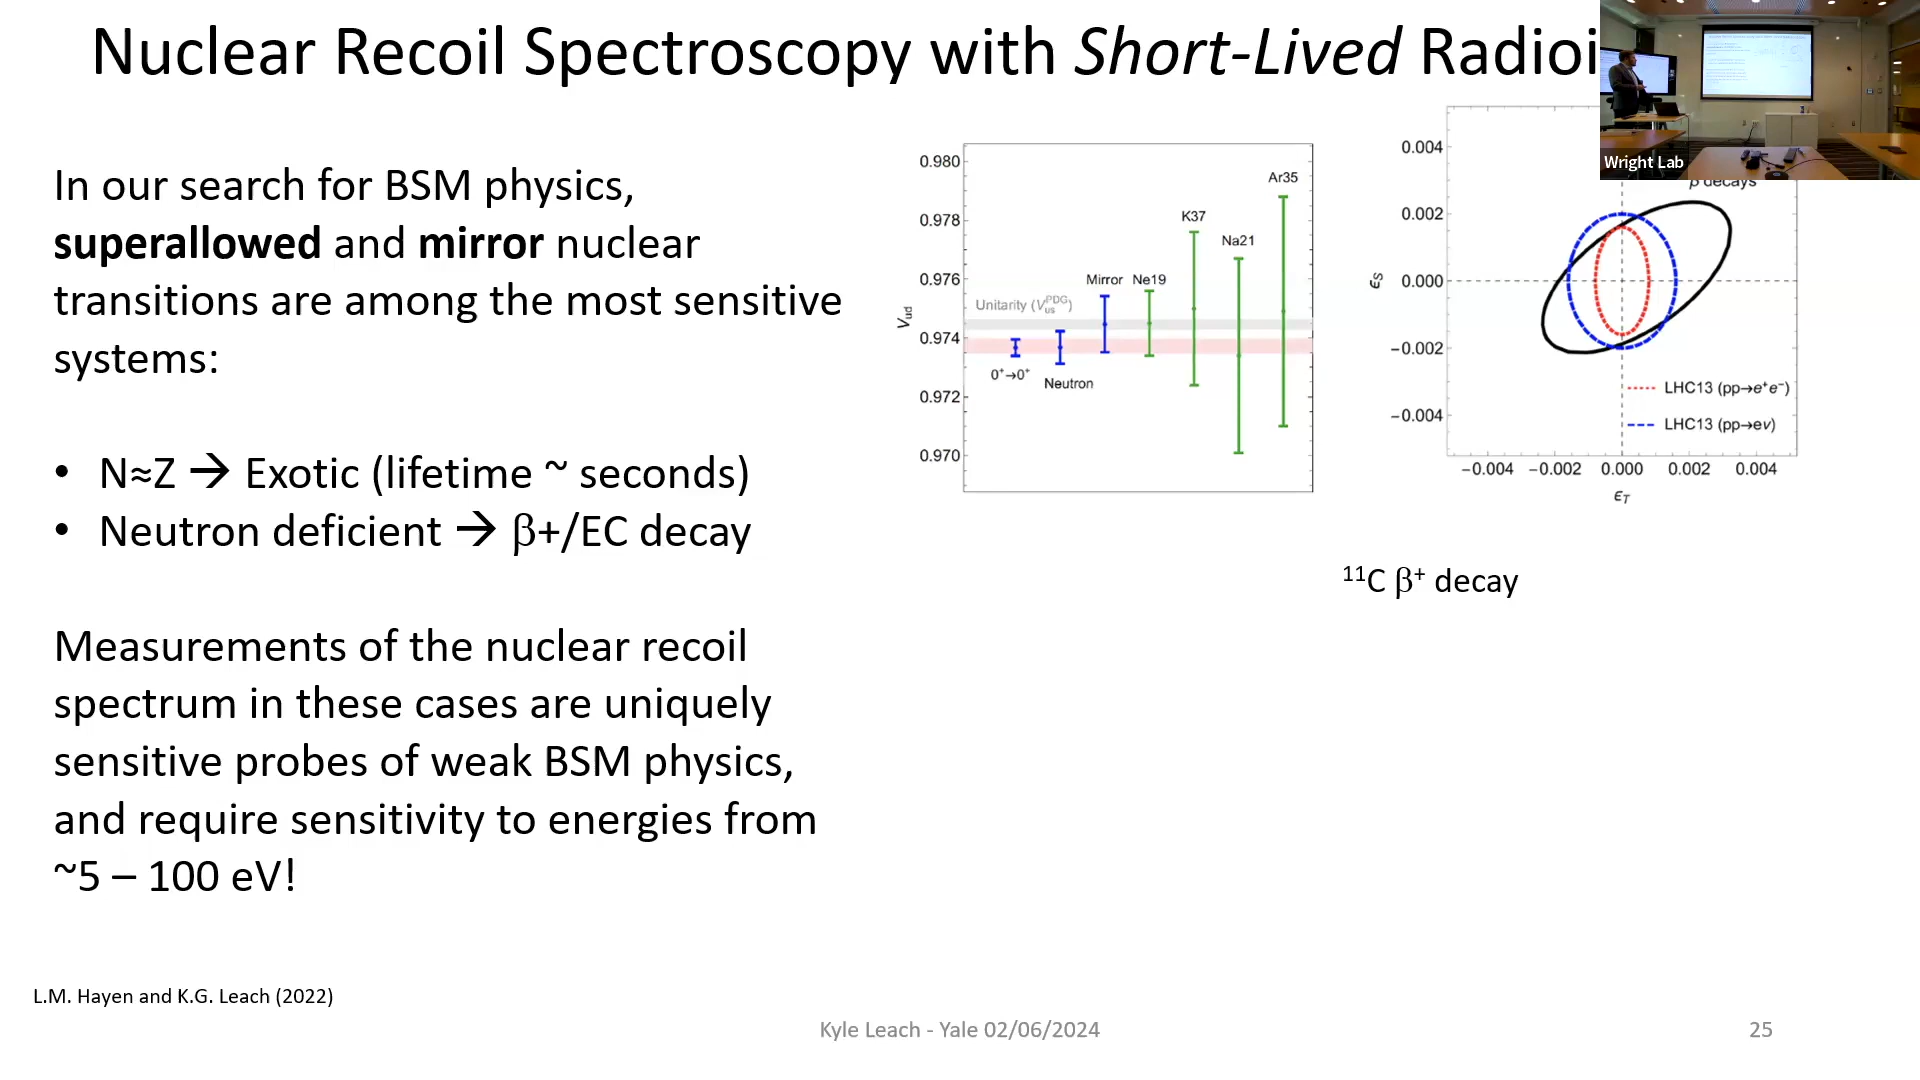 Nuclear Recoil Spectroscopy with Short-Lived Radioi
Wright Lab
In our search for BSM physics,
superallowed and mirror nuclear
transitions are among the most sensitive
systems:
• N≈Z → Exotic (lifetime ~ seconds)
• Neutron deficient → β+/EC decay
Measurements of the nuclear recoil
spectrum in these cases are uniquely
sensitive probes of weak BSM physics,
and require sensitivity to energies from
~5 – 100 eV!
0.980
0.978
0.976
0.974
0.972
0.970
V_ud
Unitarity (V_us^PDG)
0⁺→0⁺
Neutron
Mirror
Ne19
K37
Na21
Ar35
0.004
0.002
0.000
−0.002
−0.004
ϵ_S
β decays
LHC13 (pp→e⁺e⁻)
LHC13 (pp→eν)
−0.004 −0.002 0.000 0.002 0.004
ϵ_T
¹¹C β⁺ decay
L.M. Hayen and K.G. Leach (2022)
Kyle Leach - Yale 02/06/2024
25